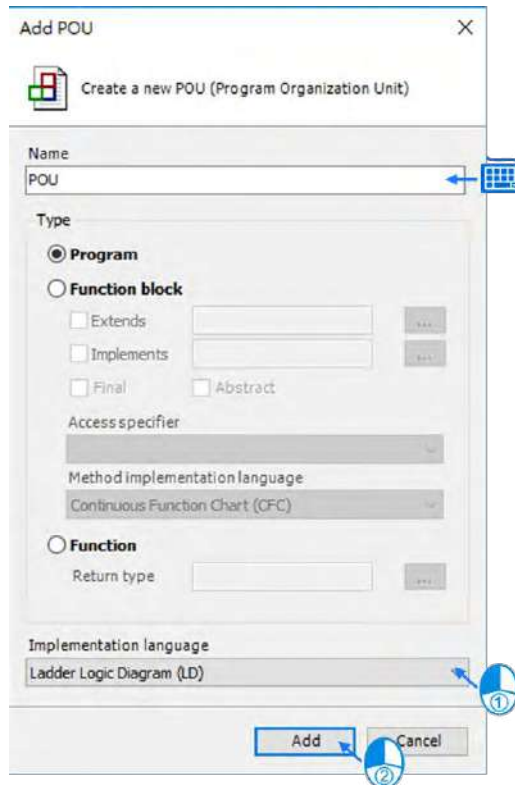 Add POU
Create a new POU (Program Organization Unit)
Name
POU
Type
Program
Function block
Extends
...
Implements
...
Final Abstract
Access specifier
Method implementation language
Continuous Function Chart (CFC)
Function
Return type
...
Implementation language
Ladder Logic Diagram (LD)
①
Add Cancel
②